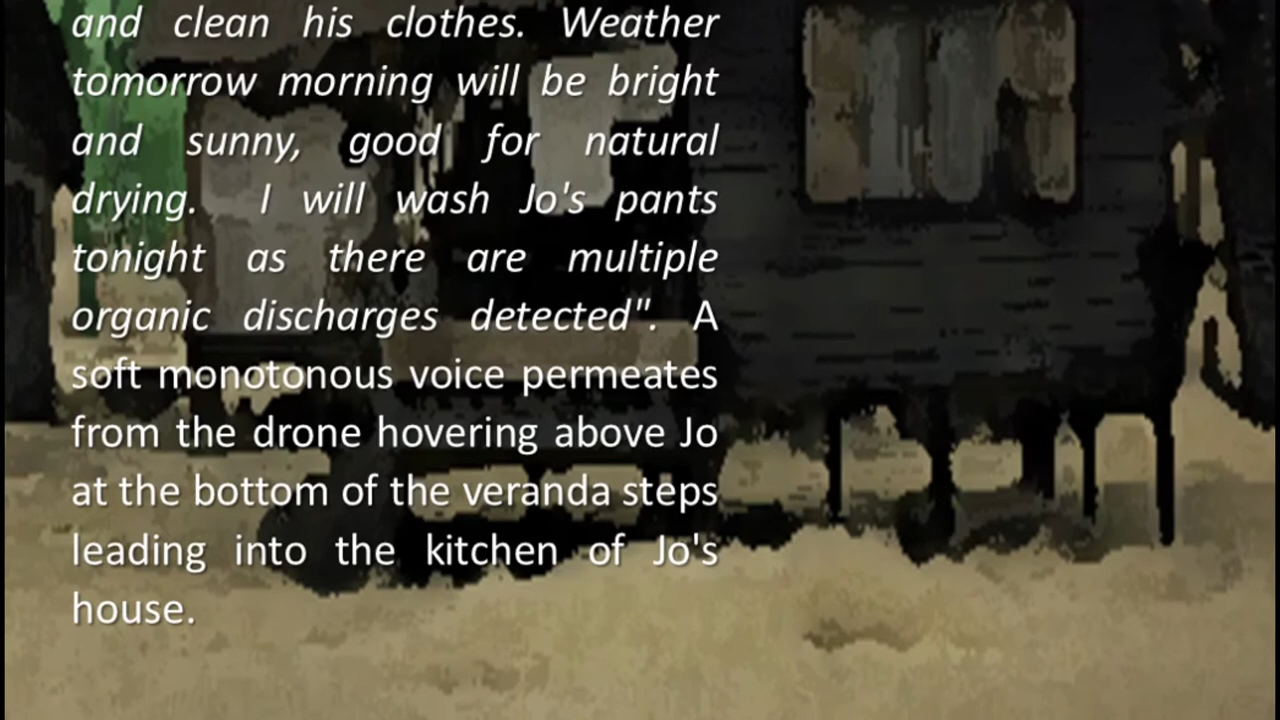 and clean his clothes. Weather
tomorrow morning will be bright
and sunny, good for natural
drying. I will wash Jo's pants
tonight as there are multiple
organic discharges detected". A
soft monotonous voice permeates
from the drone hovering above Jo
at the bottom of the veranda steps
leading into the kitchen of Jo's
house.